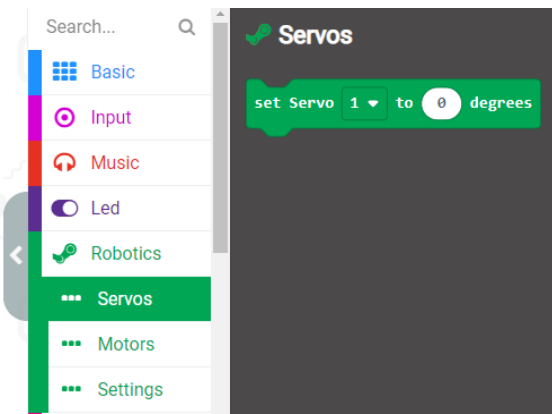 Search...
Basic
Input
Music
Led
Robotics
Servos
Motors
Settings
Servos
set Servo 1 to 0 degrees